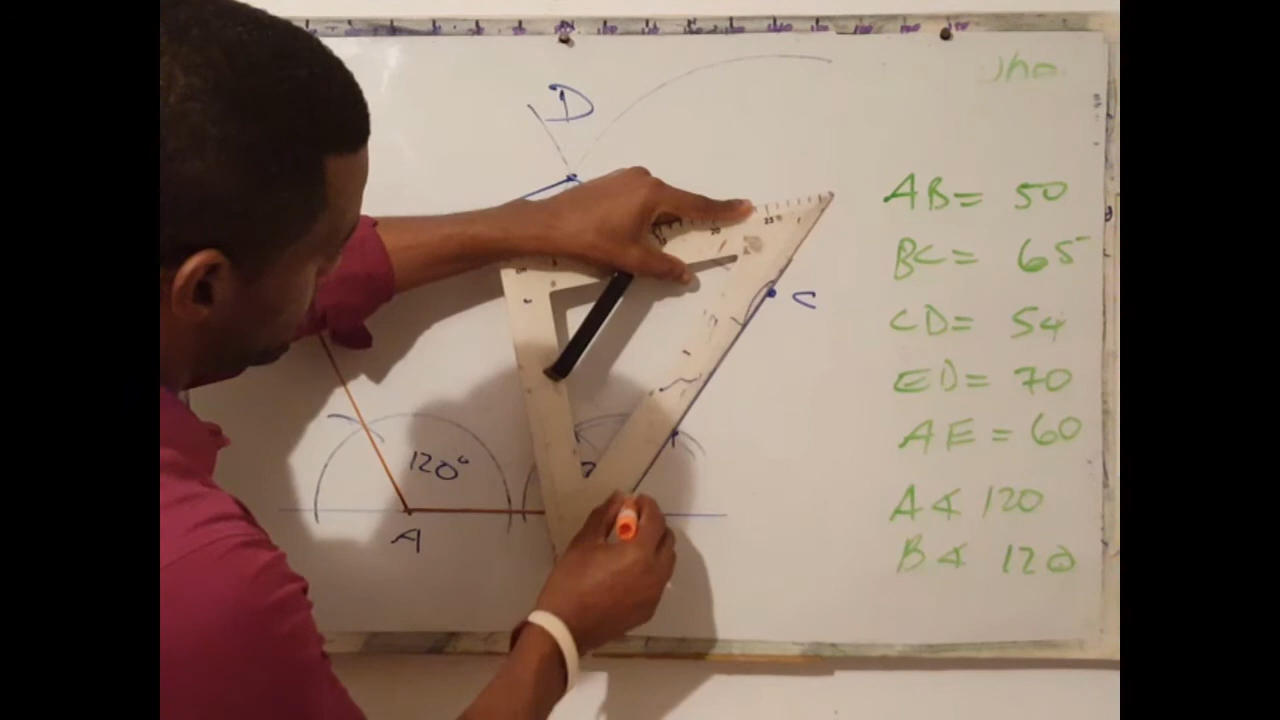 D
AB= 50
BC= 65
C
CD= 54
ED= 70
AE= 60
120°
A∢ 120
A
B∢ 120